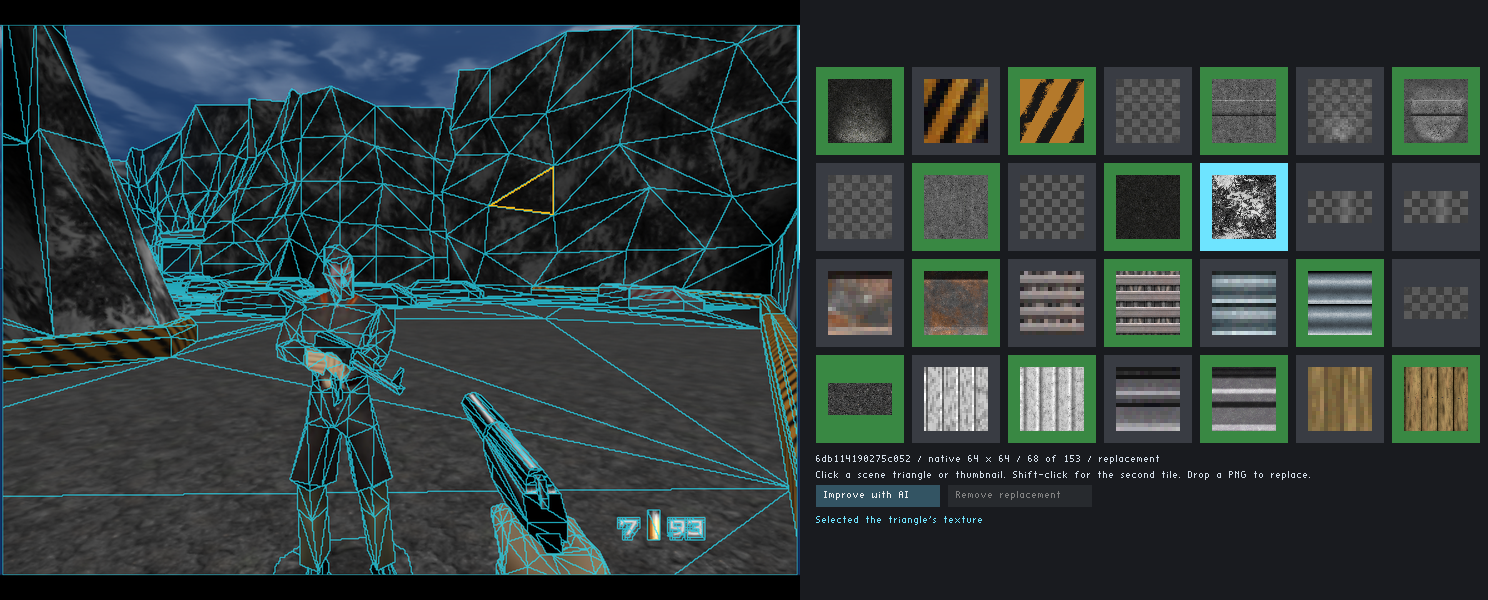 7 93
6db114190275c052 / native 64 x 64 / 68 of 153 / replacement
Click a scene triangle or thumbnail. Shift-click for the second tile. Drop a PNG to replace.
Improve with AI Remove replacement
Selected the triangle's texture